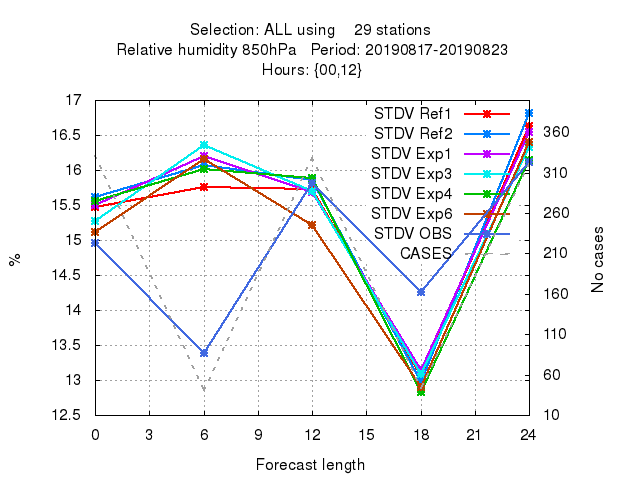 Selection: ALL using    29 stations
Relative humidity 850hPa   Period: 20190817-20190823
Hours: {00,12}
17
16.5
16
15.5
15
14.5
14
13.5
13
12.5
%
STDV Ref1
STDV Ref2
STDV Exp1
STDV Exp3
STDV Exp4
STDV Exp6
STDV OBS
CASES
360
310
260
210
160
110
60
10
No cases
0 3 6 9 12 15 18 21 24
Forecast length